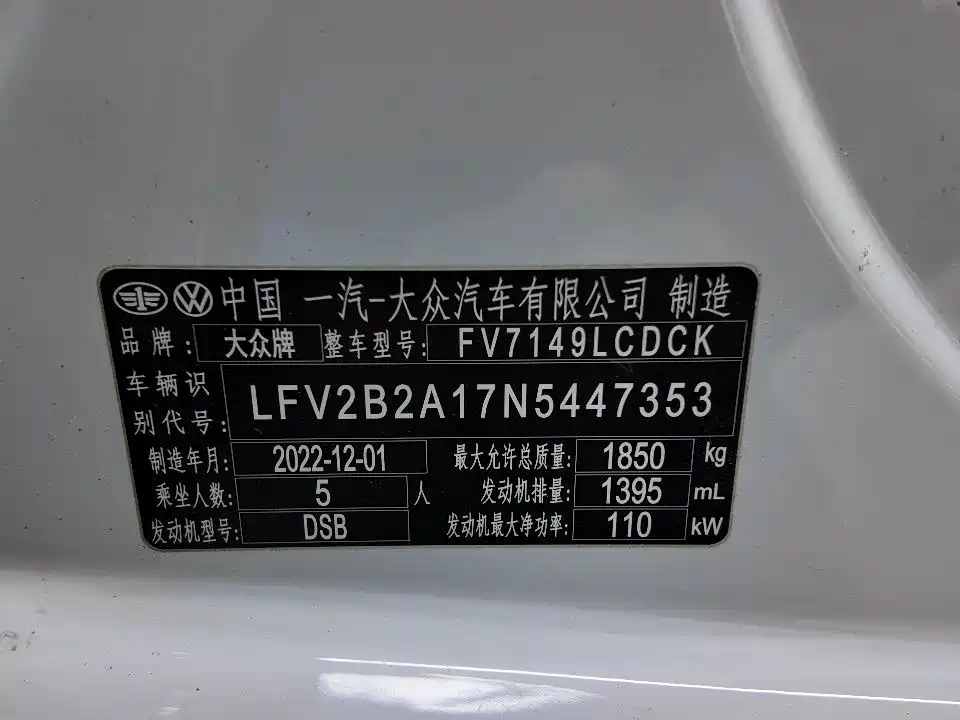 中国 一汽-大众汽车有限公司 制造
品牌: 大众牌 整车型号: FV7149LCDCK
车辆识
别代号: LFV2B2A17N5447353
制造年月: 2022-12-01 最大允许总质量: 1850 kg
乘坐人数: 5 人 发动机排量: 1395 mL
发动机型号: DSB 发动机最大净功率: 110 kW